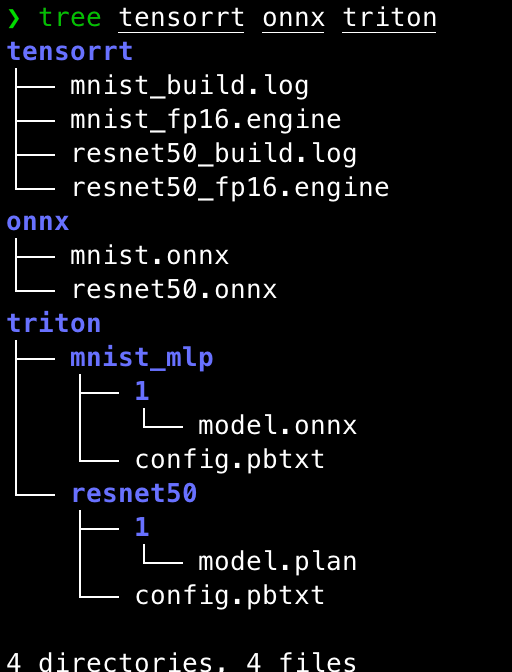 ❯ tree tensorrt onnx triton
tensorrt
├── mnist_build.log
├── mnist_fp16.engine
├── resnet50_build.log
└── resnet50_fp16.engine
onnx
├── mnist.onnx
└── resnet50.onnx
triton
├── mnist_mlp
│   ├── 1
│   │   └── model.onnx
│   └── config.pbtxt
└── resnet50
    ├── 1
    │   └── model.plan
    └── config.pbtxt
4 directories, 4 files